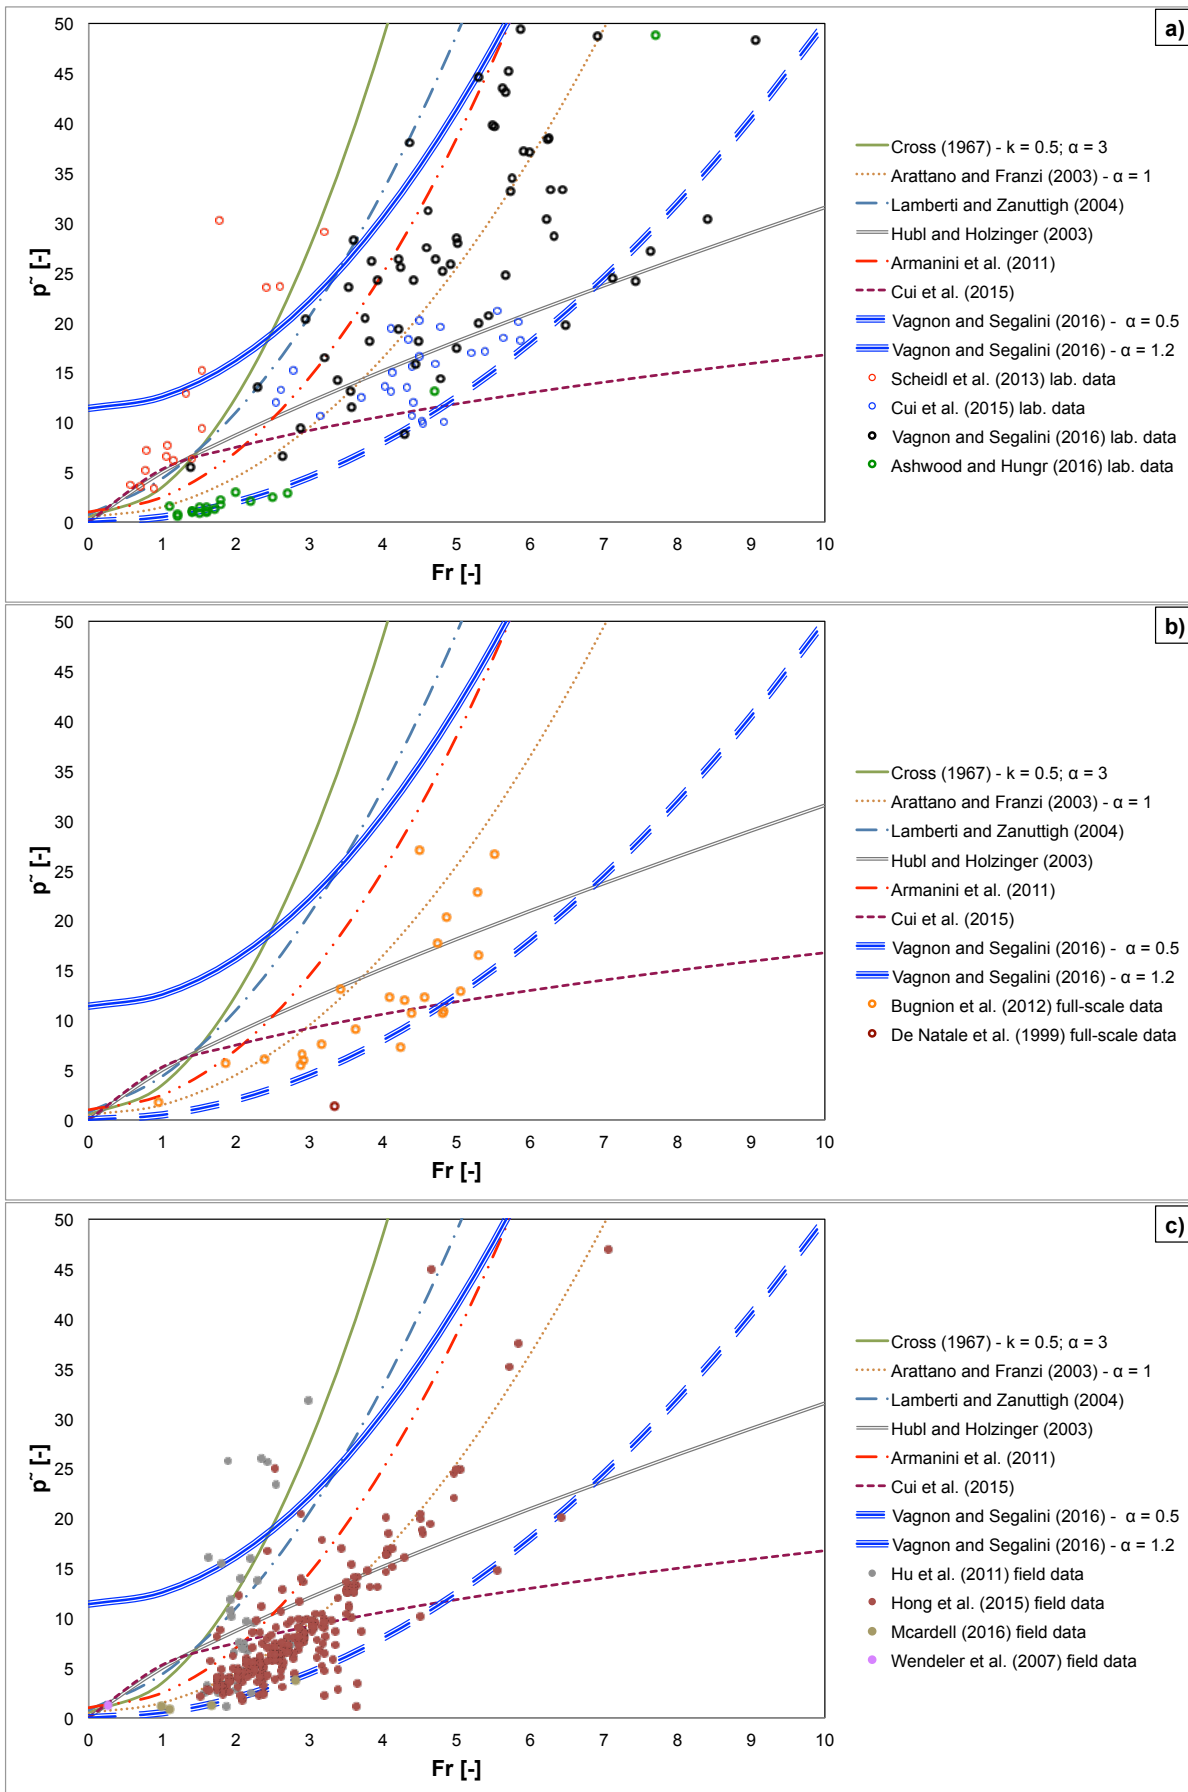 a)
50
45
40
35
30
25
20
15
10
5
0
p˜ [-]
0 1 2 3 4 5 6 7 8 9 10
Fr [-]
Cross (1967) - k = 0.5; α = 3
Arattano and Franzi (2003) - α = 1
Lamberti and Zanuttigh (2004)
Hubl and Holzinger (2003)
Armanini et al. (2011)
Cui et al. (2015)
Vagnon and Segalini (2016) - α = 0.5
Vagnon and Segalini (2016) - α = 1.2
Scheidl et al. (2013) lab. data
Cui et al. (2015) lab. data
Vagnon and Segalini (2016) lab. data
Ashwood and Hungr (2016) lab. data
b)
50
45
40
35
30
25
20
15
10
5
0
p˜ [-]
0 1 2 3 4 5 6 7 8 9 10
Fr [-]
Cross (1967) - k = 0.5; α = 3
Arattano and Franzi (2003) - α = 1
Lamberti and Zanuttigh (2004)
Hubl and Holzinger (2003)
Armanini et al. (2011)
Cui et al. (2015)
Vagnon and Segalini (2016) - α = 0.5
Vagnon and Segalini (2016) - α = 1.2
Bugnion et al. (2012) full-scale data
De Natale et al. (1999) full-scale data
c)
50
45
40
35
30
25
20
15
10
5
0
p˜ [-]
0 1 2 3 4 5 6 7 8 9 10
Fr [-]
Cross (1967) - k = 0.5; α = 3
Arattano and Franzi (2003) - α = 1
Lamberti and Zanuttigh (2004)
Hubl and Holzinger (2003)
Armanini et al. (2011)
Cui et al. (2015)
Vagnon and Segalini (2016) - α = 0.5
Vagnon and Segalini (2016) - α = 1.2
Hu et al. (2011) field data
Hong et al. (2015) field data
Mcardell (2016) field data
Wendeler et al. (2007) field data